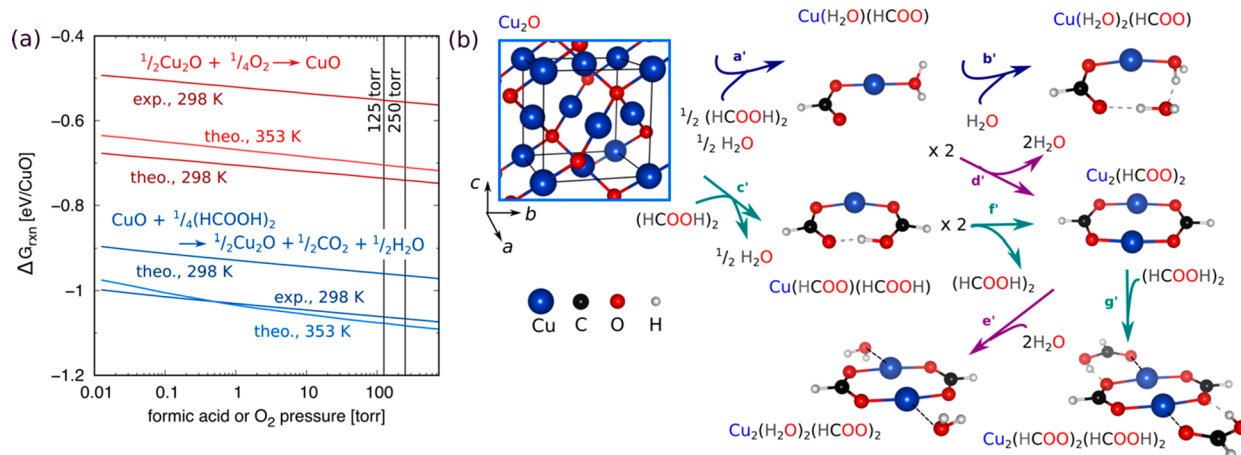 (a)
ΔG_rxn [eV/CuO]
−0.4
−0.6
−0.8
−1
−1.2
½Cu₂O + ¼O₂ → CuO
exp., 298 K
theo., 353 K
theo., 298 K
125 torr
250 torr
CuO + ¼(HCOOH)₂
→ ½Cu₂O + ½CO₂ + ½H₂O
theo., 298 K
exp., 298 K
theo., 353 K
0.01
0.1
1
10
100
formic acid or O₂ pressure [torr]
(b)
Cu₂O
c
b
a
a'
½ (HCOOH)₂
½ H₂O
Cu(H₂O)(HCOO)
b'
H₂O
Cu(H₂O)₂(HCOO)
x 2
2H₂O
d'
Cu₂(HCOO)₂
c'
(HCOOH)₂
½ H₂O
x 2
f'
Cu(HCOO)(HCOOH)
(HCOOH)₂
g'
(HCOOH)₂
e'
2H₂O
Cu
C
O
H
Cu₂(H₂O)₂(HCOO)₂
Cu₂(HCOO)₂(HCOOH)₂